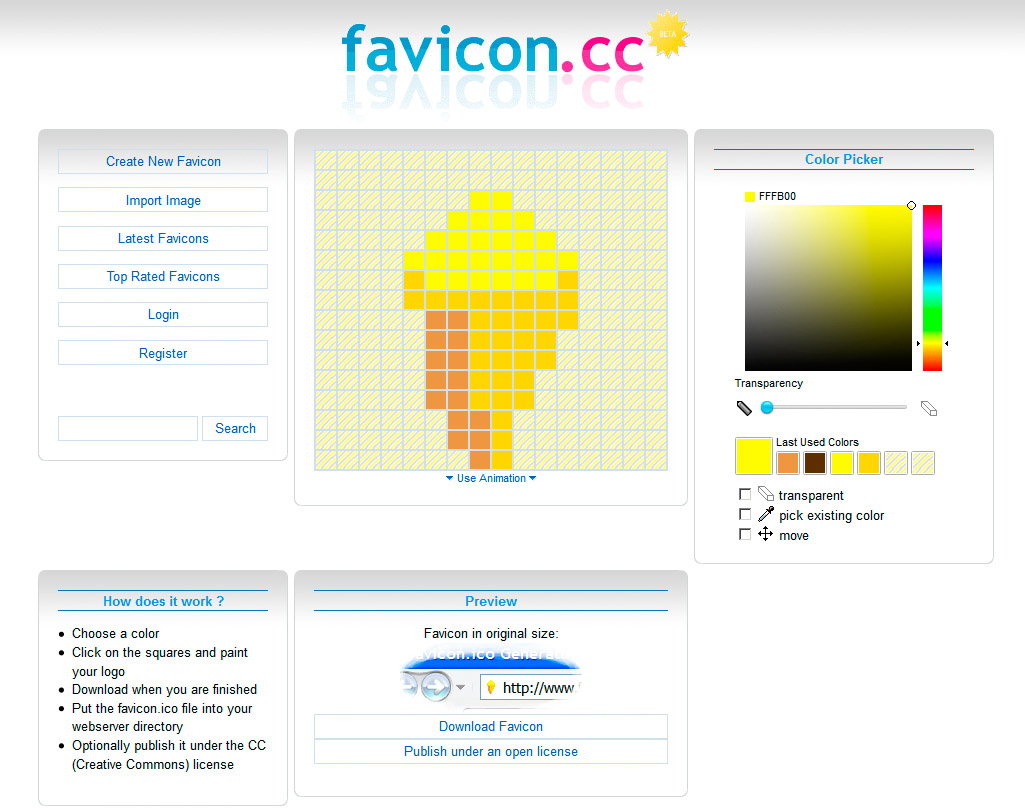 favicon.cc
BETA
Create New Favicon
Import Image
Latest Favicons
Top Rated Favicons
Login
Register
Search
Use Animation
Color Picker
FFFB00
Transparency
Last Used Colors
transparent
pick existing color
move
How does it work ?
Choose a color
Click on the squares and paint
your logo
Download when you are finished
Put the favicon.ico file into your
webserver directory
Optionally publish it under the CC
(Creative Commons) license
Preview
Favicon in original size:
avicon.ico Generat
http://www.
Download Favicon
Publish under an open license